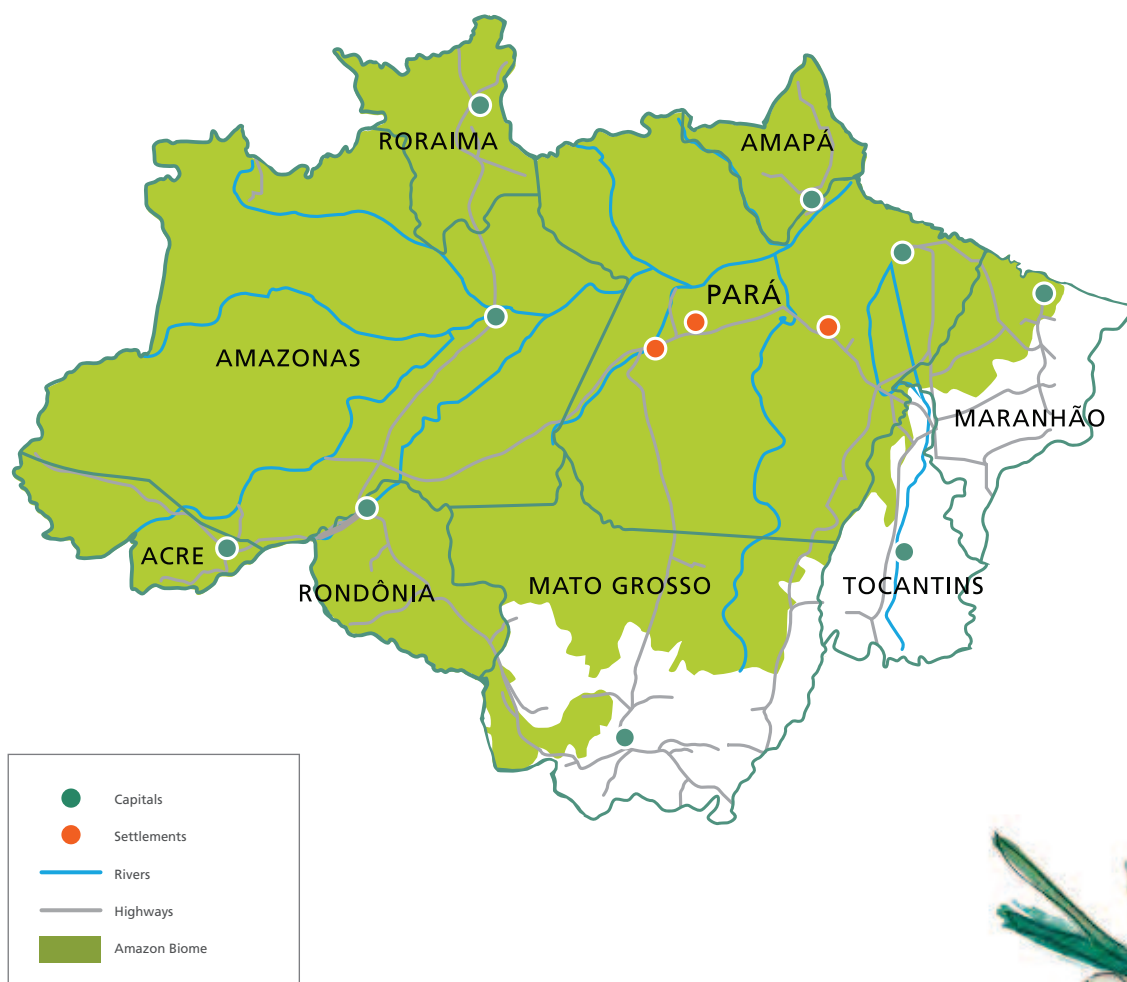 RORAIMA
AMAPÁ
PARÁ
AMAZONAS
MARANHÃO
ACRE
RONDÔNIA
MATO GROSSO
TOCANTINS
Capitals
Settlements
Rivers
Highways
Amazon Biome